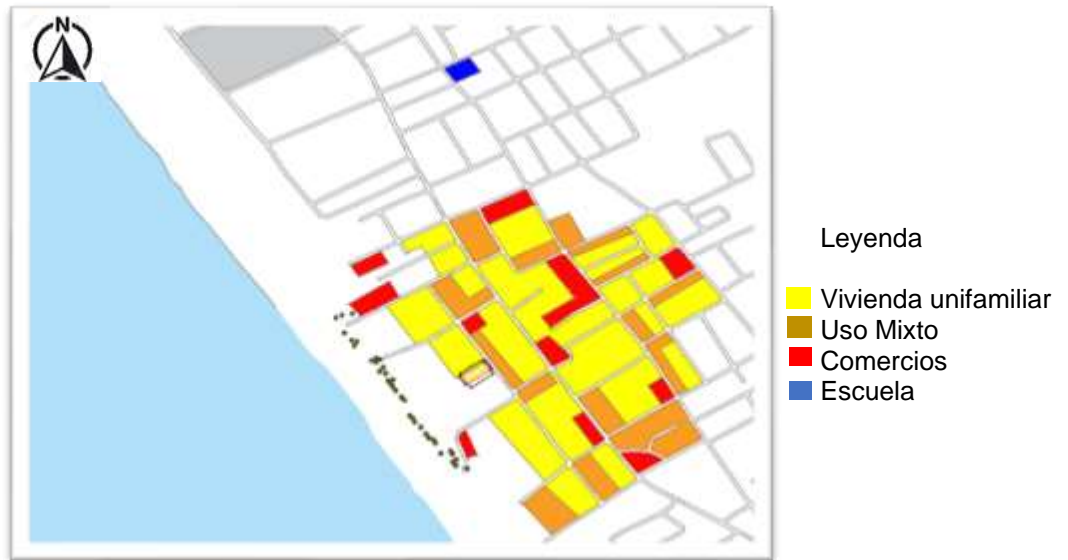 N
Leyenda
Vivienda unifamiliar
Uso Mixto
Comercios
Escuela